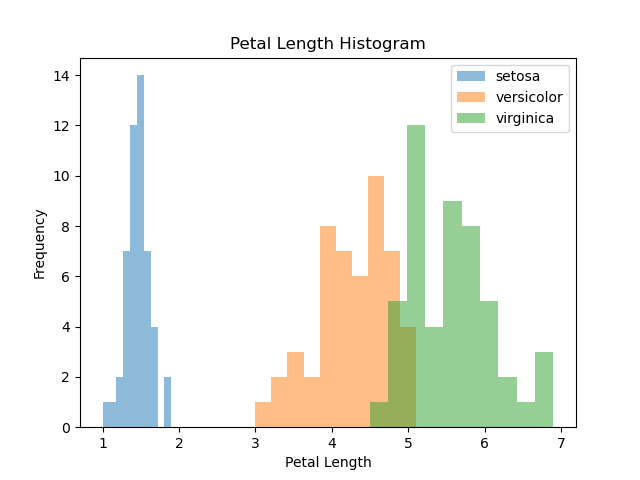 Petal Length Histogram
setosa
versicolor
virginica
14
12
10
8
6
4
2
0
Frequency
1 2 3 4 5 6 7
Petal Length